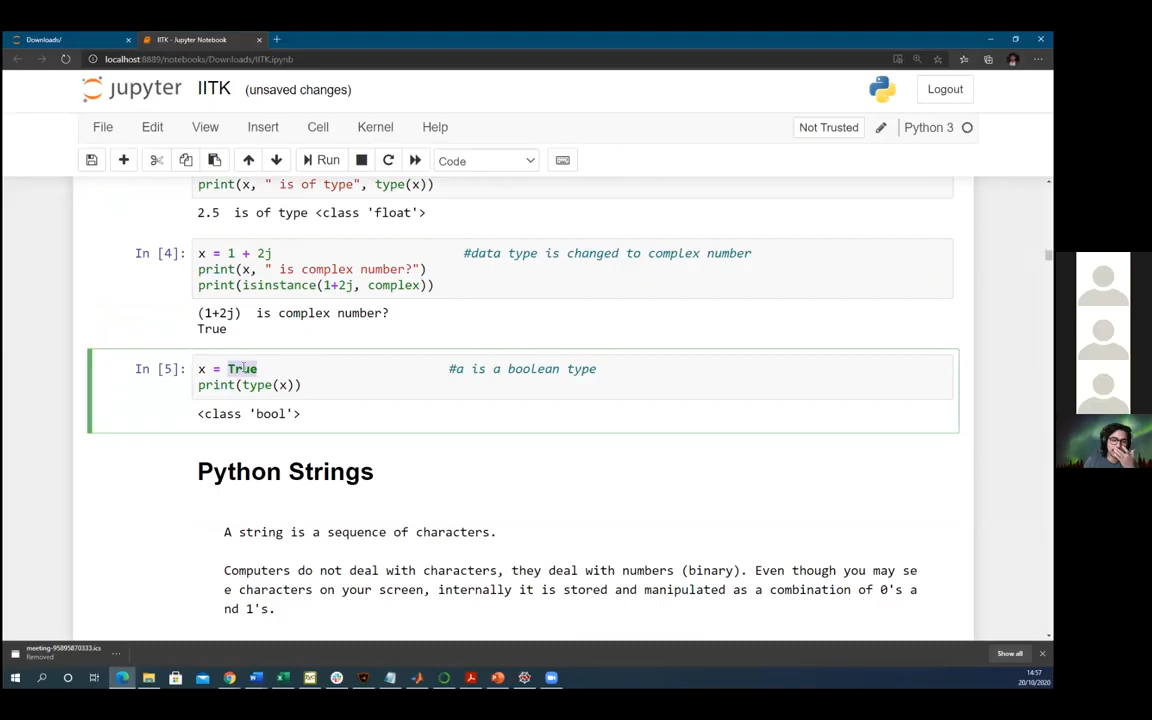 Downloads/
IITK - Jupyter Notebook
localhost:8889/notebooks/Downloads/IITK.ipynb
jupyter IITK (unsaved changes)
Logout
File Edit View Insert Cell Kernel Help
Not Trusted
Python 3
Run
Code
print(x, " is of type", type(x))
2.5  is of type <class 'float'>
In [4]: x = 1 + 2j #data type is changed to complex number
print(x, " is complex number?")
print(isinstance(1+2j, complex))
(1+2j)  is complex number?
True
In [5]: x = True #a is a boolean type
print(type(x))
<class 'bool'>
Python Strings
A string is a sequence of characters.
Computers do not deal with characters, they deal with numbers (binary). Even though you may se
e characters on your screen, internally it is stored and manipulated as a combination of 0's a
nd 1's.
meeting-95895870333.ics
Removed
Show all
14:57
20/10/2020